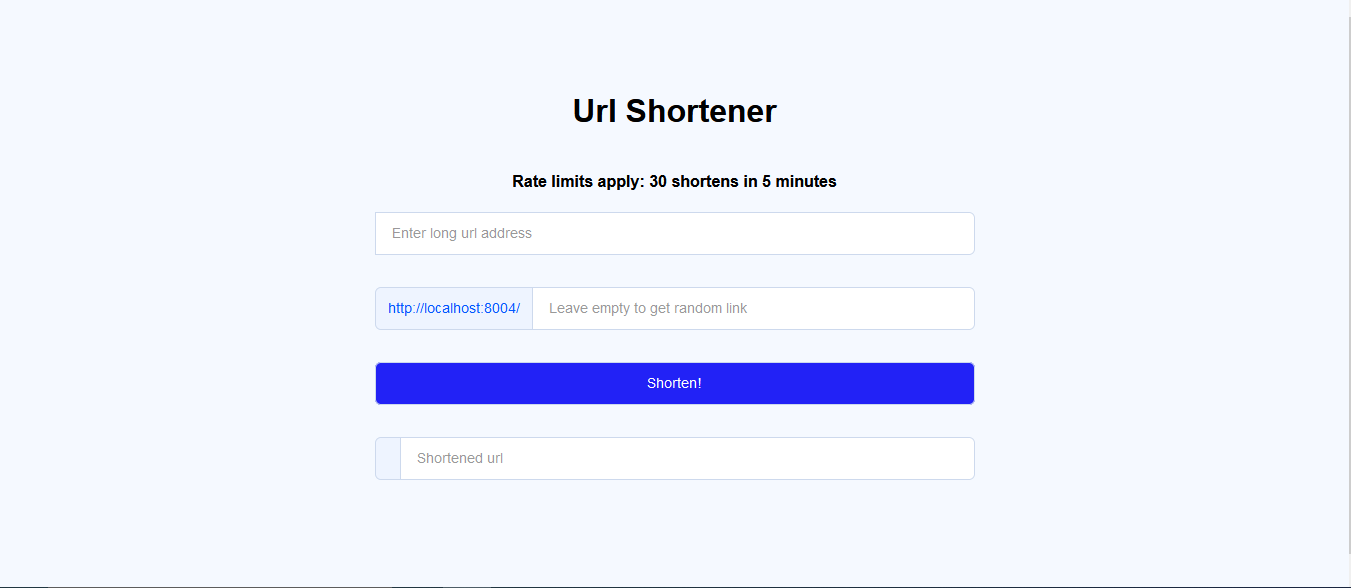 Url Shortener
Rate limits apply: 30 shortens in 5 minutes
Enter long url address
http://localhost:8004/ Leave empty to get random link
Shorten!
Shortened url